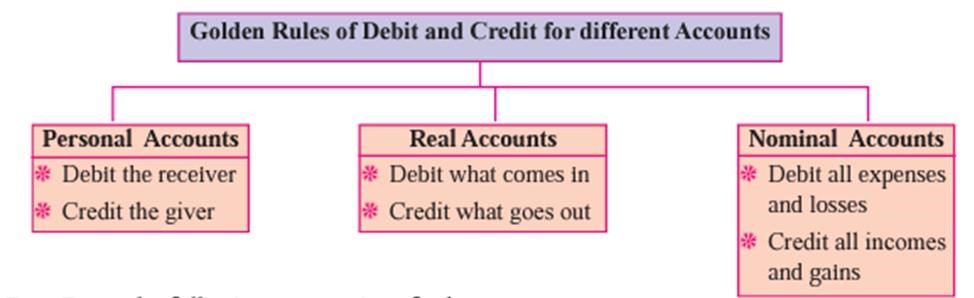 Golden Rules of Debit and Credit for different Accounts
Personal Accounts
Debit the receiver
Credit the giver
Real Accounts
Debit what comes in
Credit what goes out
Nominal Accounts
Debit all expenses
and losses
Credit all incomes
and gains